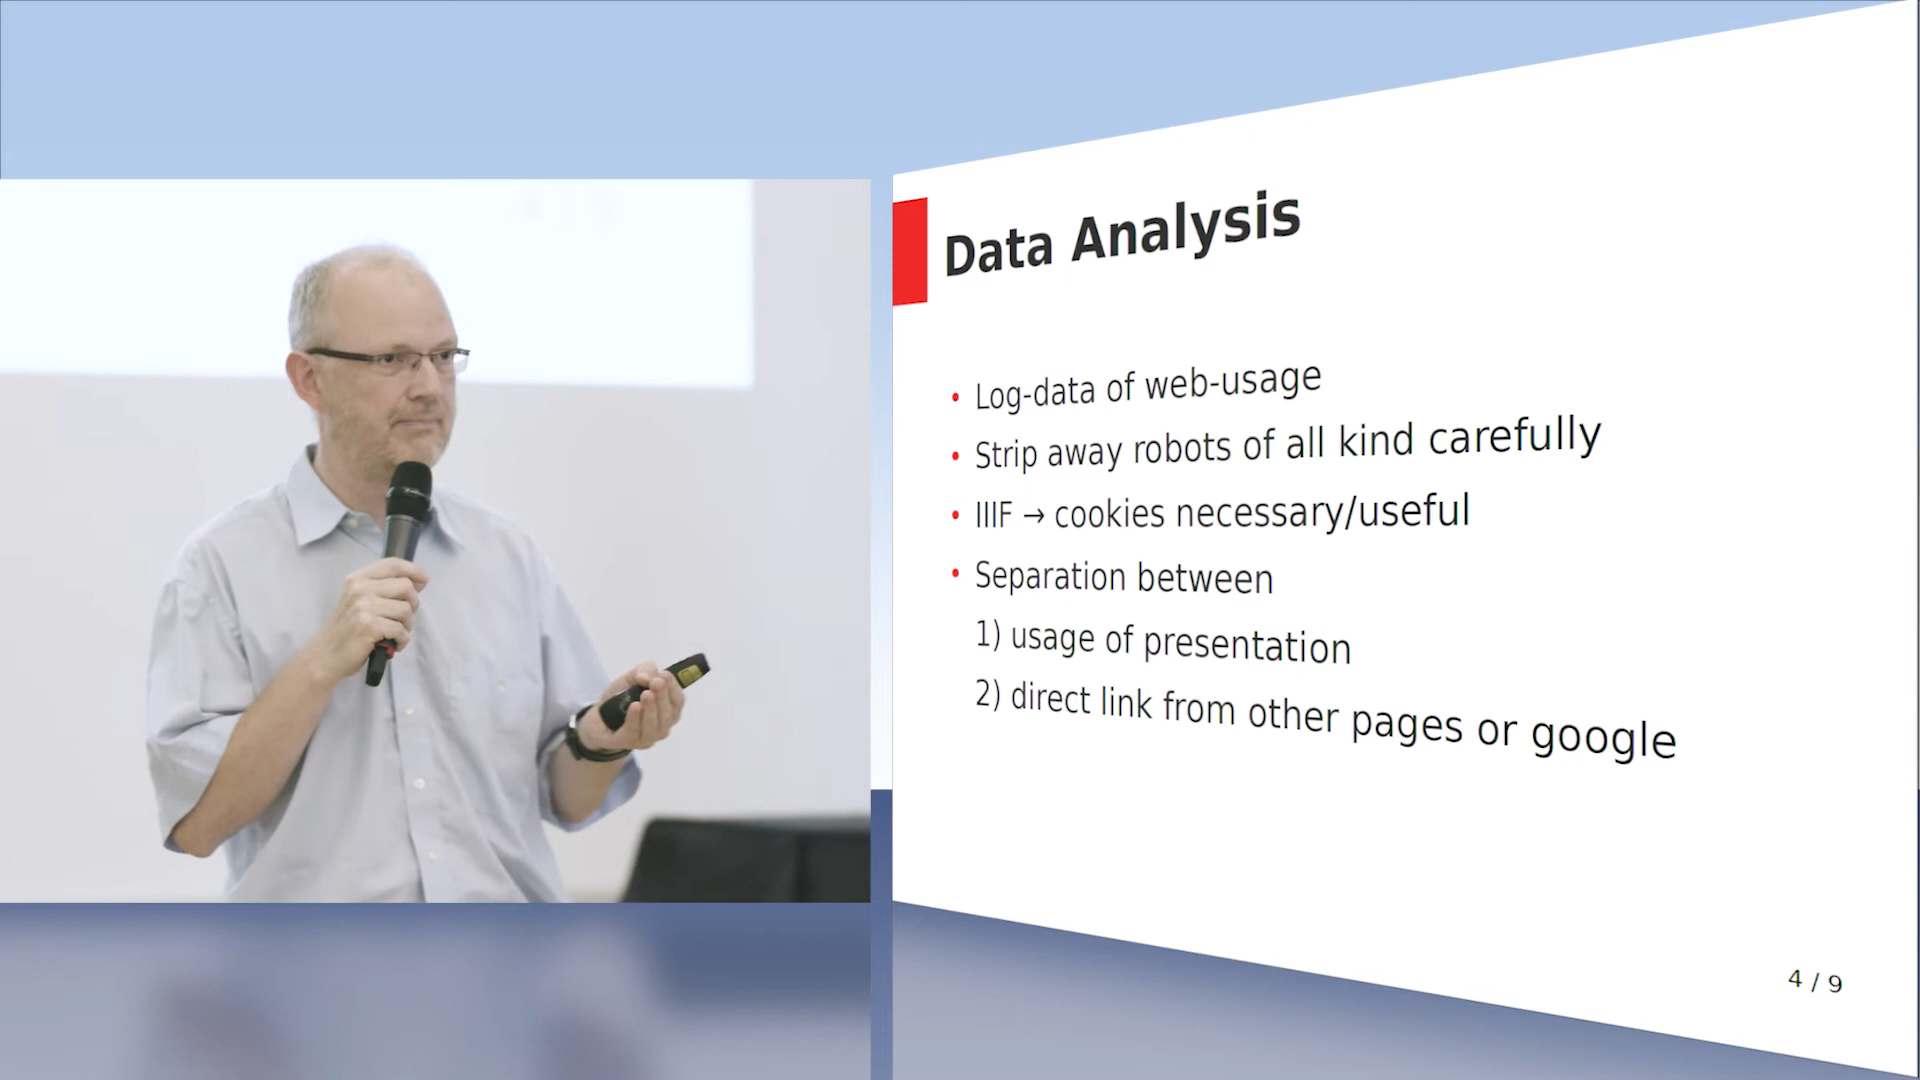 Data Analysis
• Log-data of web-usage
• Strip away robots of all kind carefully
• IIIF → cookies necessary/useful
• Separation between
1) usage of presentation
2) direct link from other pages or google
4 / 9